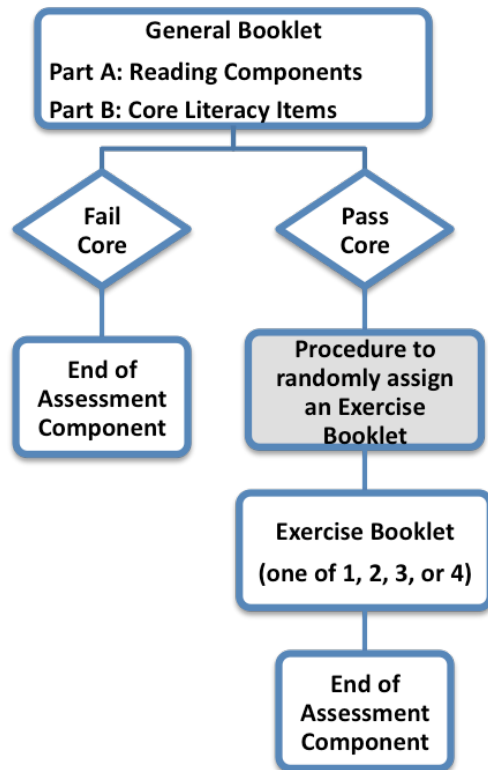 General Booklet
Part A: Reading Components
Part B: Core Literacy Items
Fail
Core
Pass
Core
End of
Assessment
Component
Procedure to
randomly assign
an Exercise
Booklet
Exercise Booklet
(one of 1, 2, 3, or 4)
End of
Assessment
Component